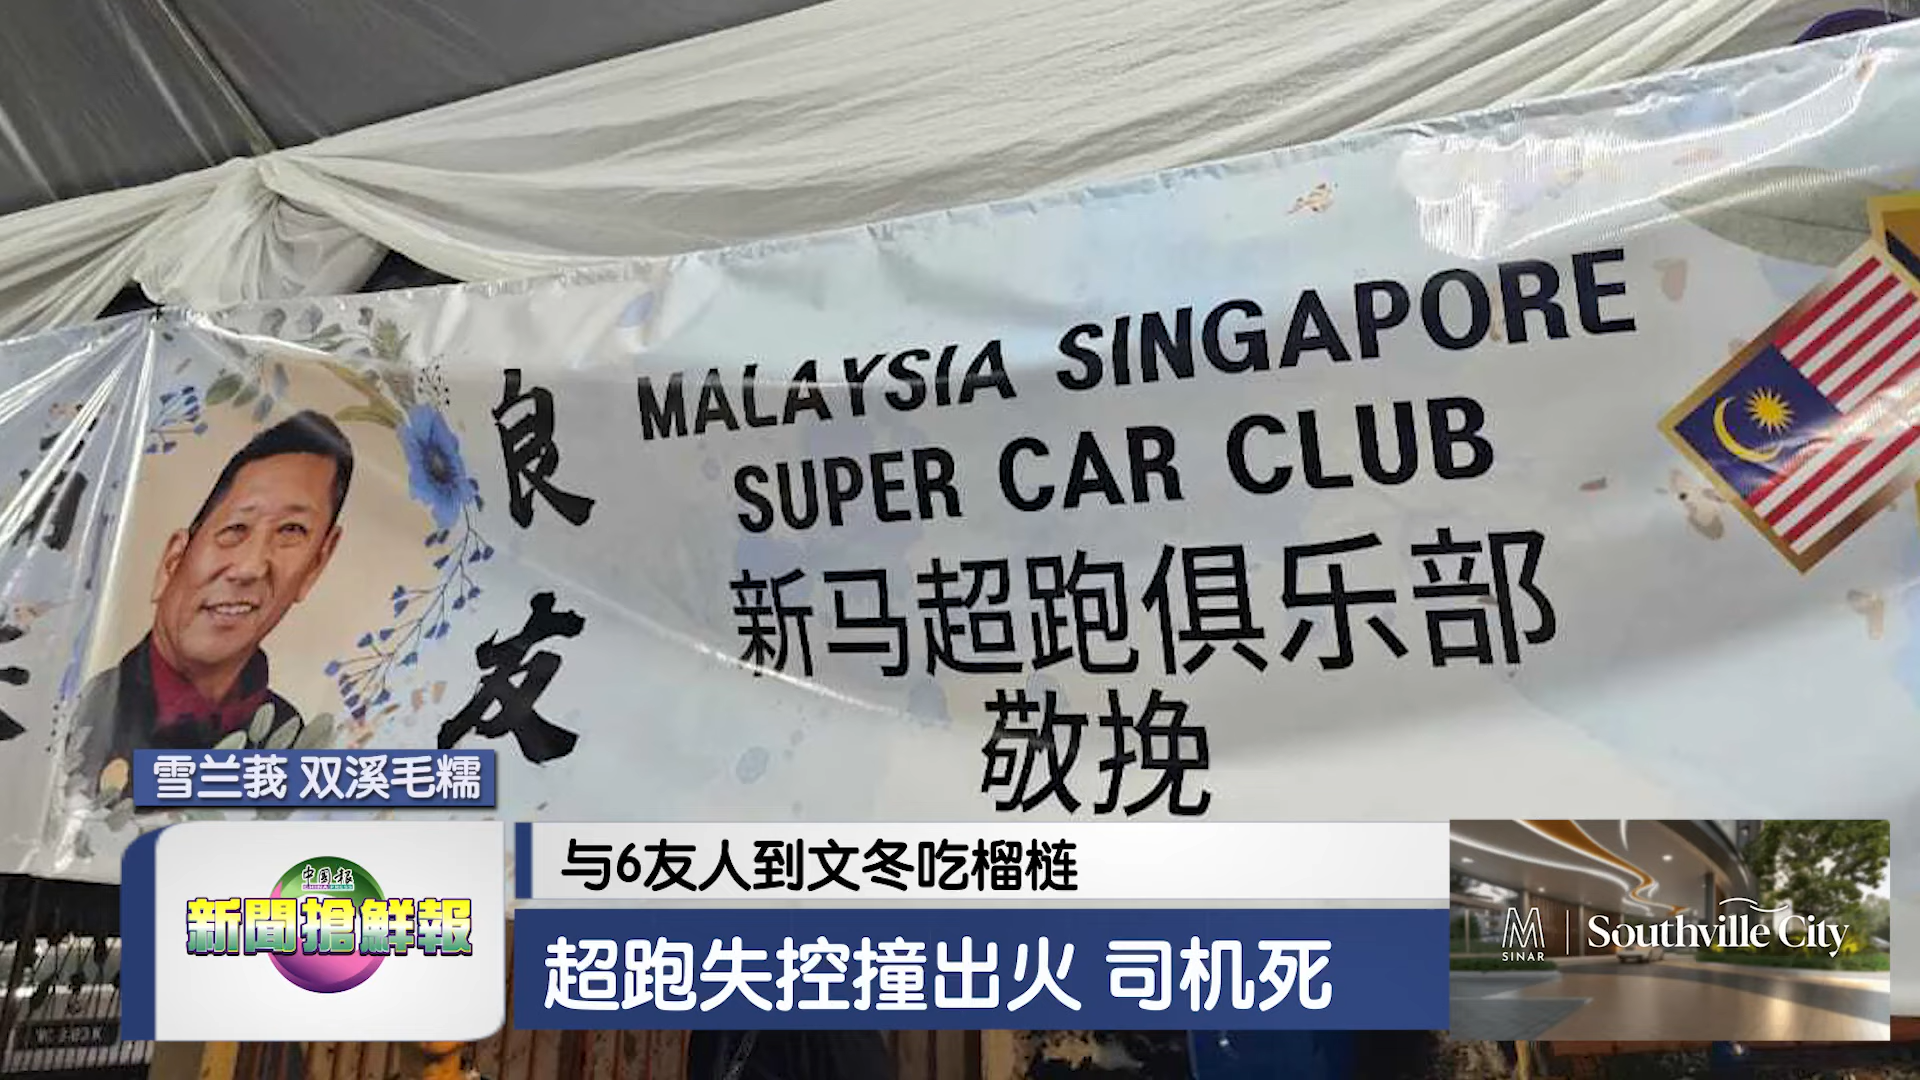 良友
MALAYSIA SINGAPORE
SUPER CAR CLUB
新马超跑俱乐部
敬挽
雪兰莪 双溪毛糯
中国报
CHINA PRESS
新聞搶鮮報
与6友人到文冬吃榴梿
超跑失控撞出火 司机死
M
SINAR
Southville City